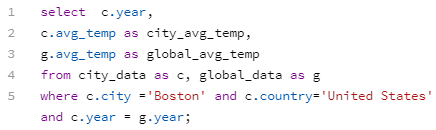 1 select c.year,
2 c.avg_temp as city_avg_temp,
3 g.avg_temp as global_avg_temp
4 from city_data as c, global_data as g
5 where c.city ='Boston' and c.country='United States'
and c.year = g.year;